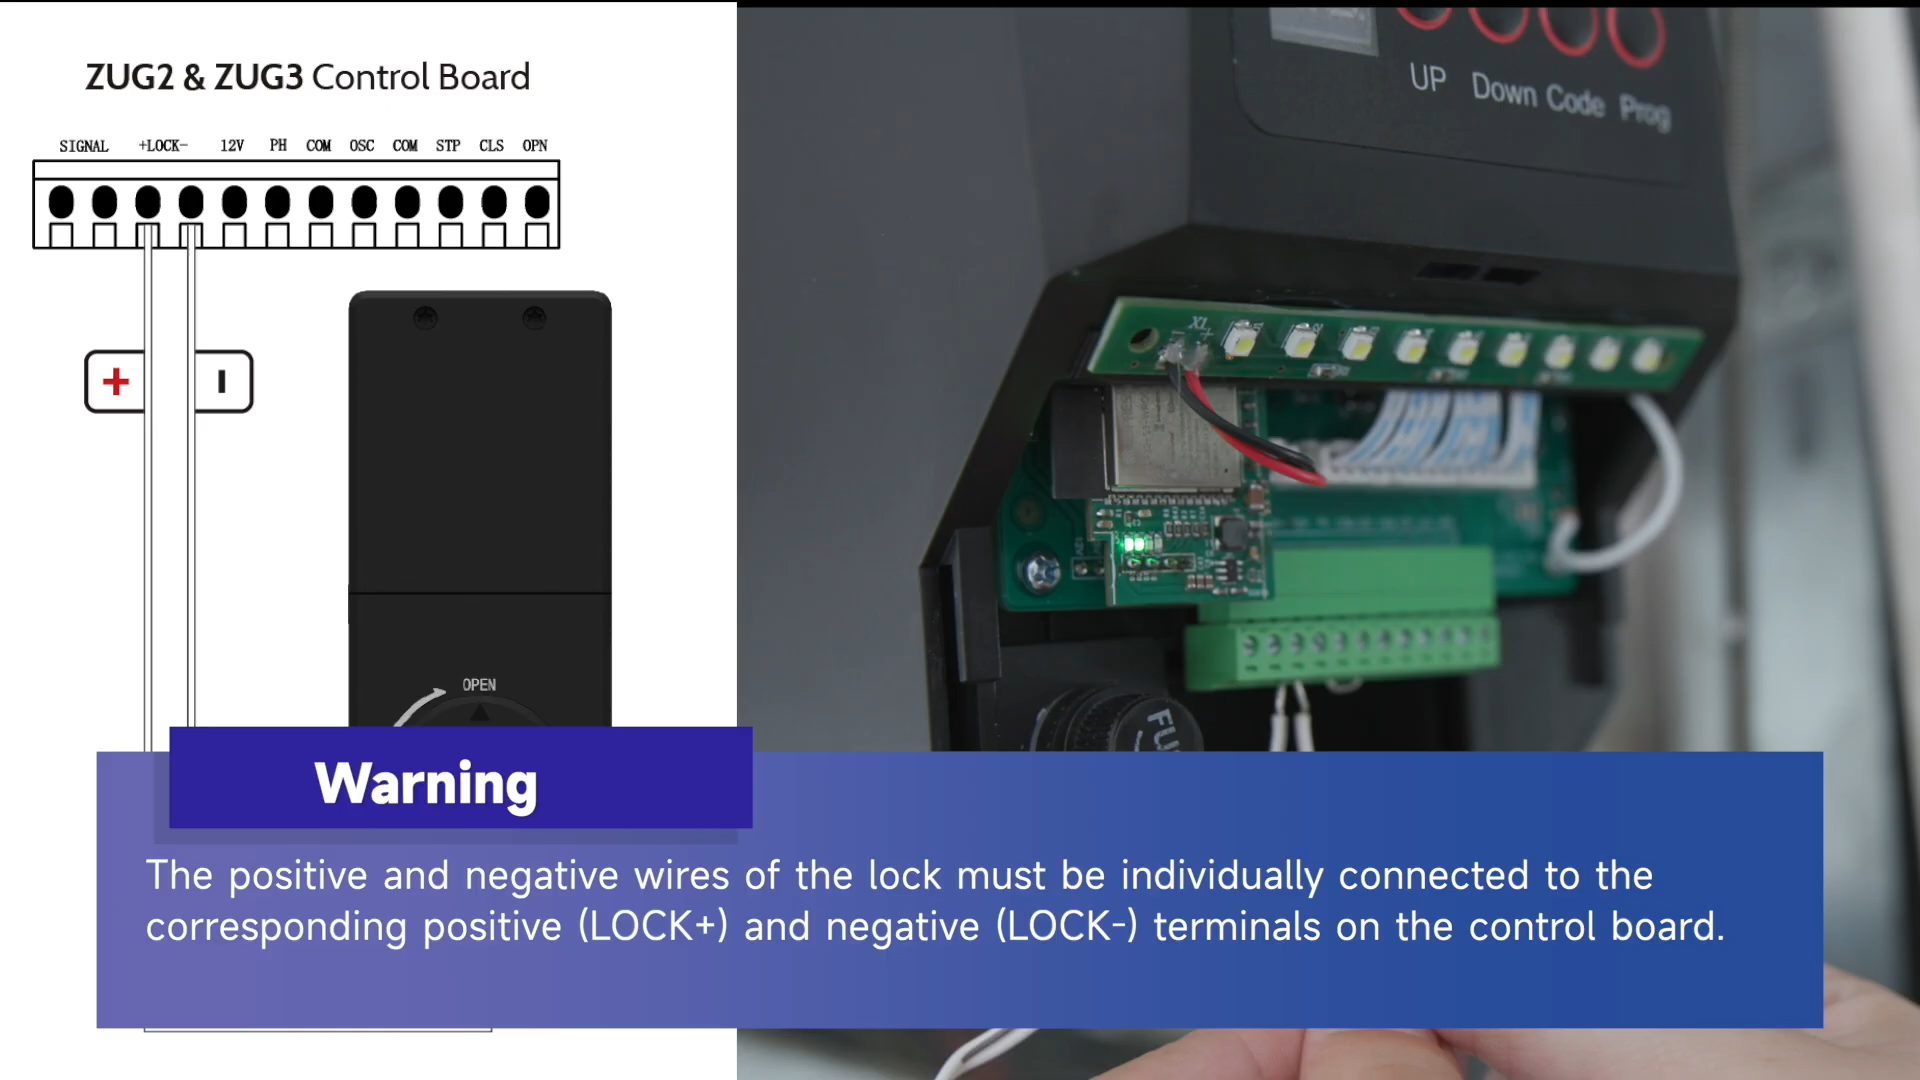 ZUG2 & ZUG3 Control Board
SIGNAL +LOCK- 12V PH COM OSC COM STP CLS OPN
+ -
OPEN
UP Down Code Prog
X1
12V
FU
Warning
The positive and negative wires of the lock must be individually connected to the
corresponding positive (LOCK+) and negative (LOCK-) terminals on the control board.